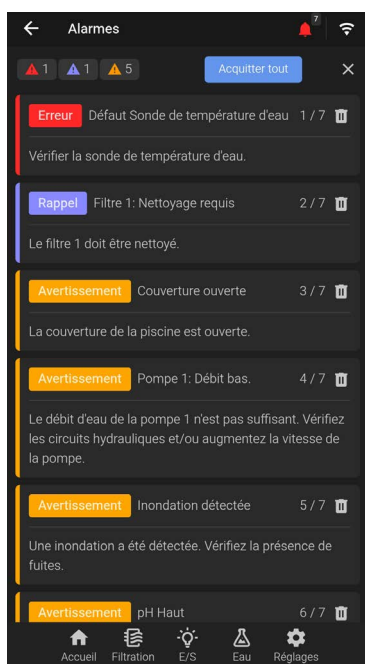 Alarmes 7
1 1 5 Acquitter tout
Erreur Défaut Sonde de température d'eau 1 / 7
Vérifier la sonde de température d'eau.
Rappel Filtre 1: Nettoyage requis 2 / 7
Le filtre 1 doit être nettoyé.
Avertissement Couverture ouverte 3 / 7
La couverture de la piscine est ouverte.
Avertissement Pompe 1: Débit bas. 4 / 7
Le débit d'eau de la pompe 1 n'est pas suffisant. Vérifiez
les circuits hydrauliques et/ou augmentez la vitesse de
la pompe.
Avertissement Inondation détectée 5 / 7
Une inondation a été détectée. Vérifiez la présence de
fuites.
Avertissement pH Haut 6 / 7
Accueil Filtration E/S Eau Réglages